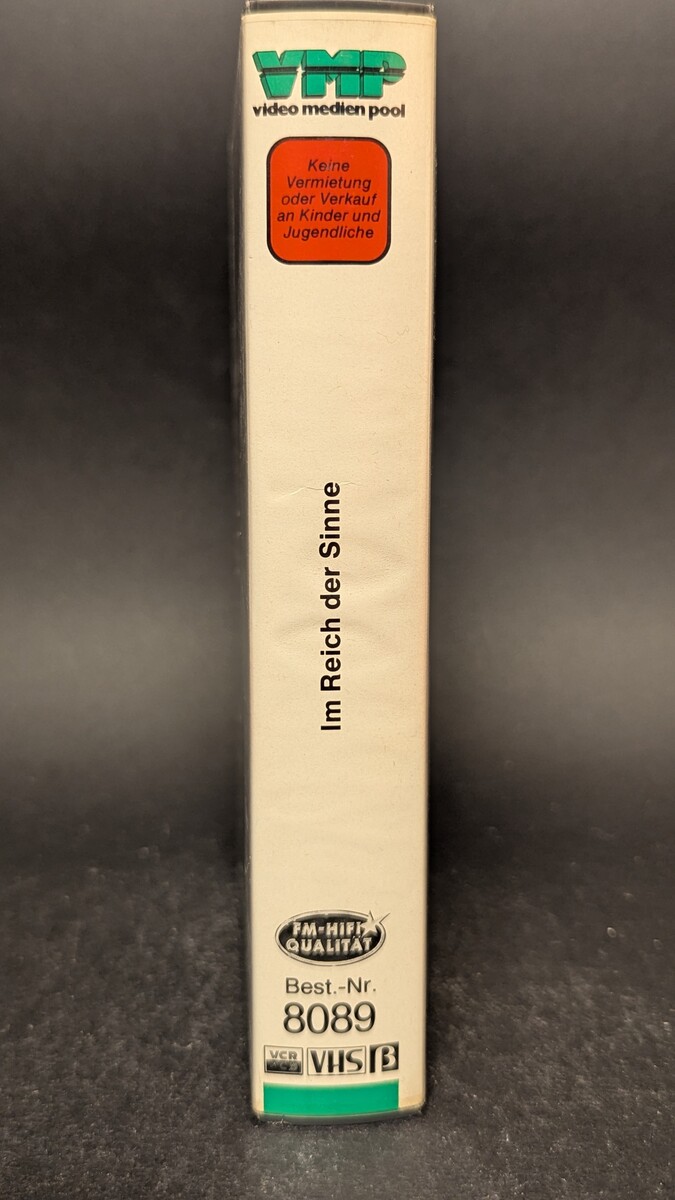 VMP
video medien pool
Keine
Vermietung
oder Verkauf
an Kinder und
Jugendliche
Im Reich der Sinne
FM-HIFI
QUALITÄT
Best.-Nr.
8089
VCR
VHS β